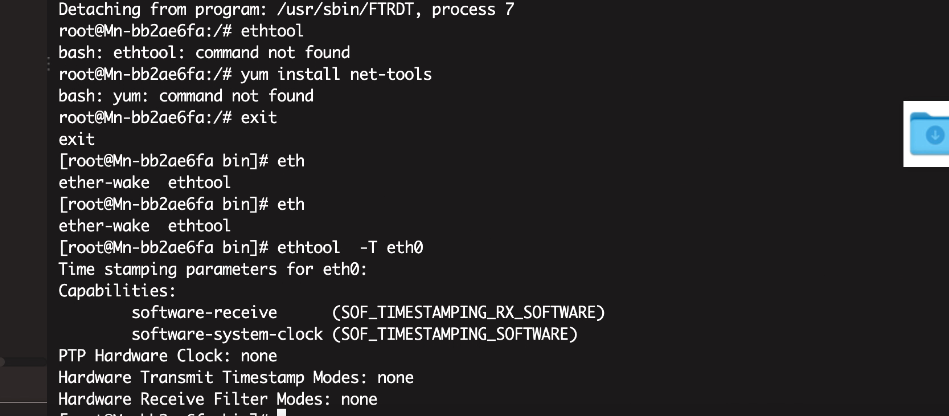 Detaching from program: /usr/sbin/FTRDT, process 7
root@Mn-bb2ae6fa:/# ethtool
bash: ethtool: command not found
root@Mn-bb2ae6fa:/# yum install net-tools
bash: yum: command not found
root@Mn-bb2ae6fa:/# exit
exit
[root@Mn-bb2ae6fa bin]# eth
ether-wake  ethtool
[root@Mn-bb2ae6fa bin]# eth
ether-wake  ethtool
[root@Mn-bb2ae6fa bin]# ethtool  -T eth0
Time stamping parameters for eth0:
Capabilities:
        software-receive      (SOF_TIMESTAMPING_RX_SOFTWARE)
        software-system-clock (SOF_TIMESTAMPING_SOFTWARE)
PTP Hardware Clock: none
Hardware Transmit Timestamp Modes: none
Hardware Receive Filter Modes: none